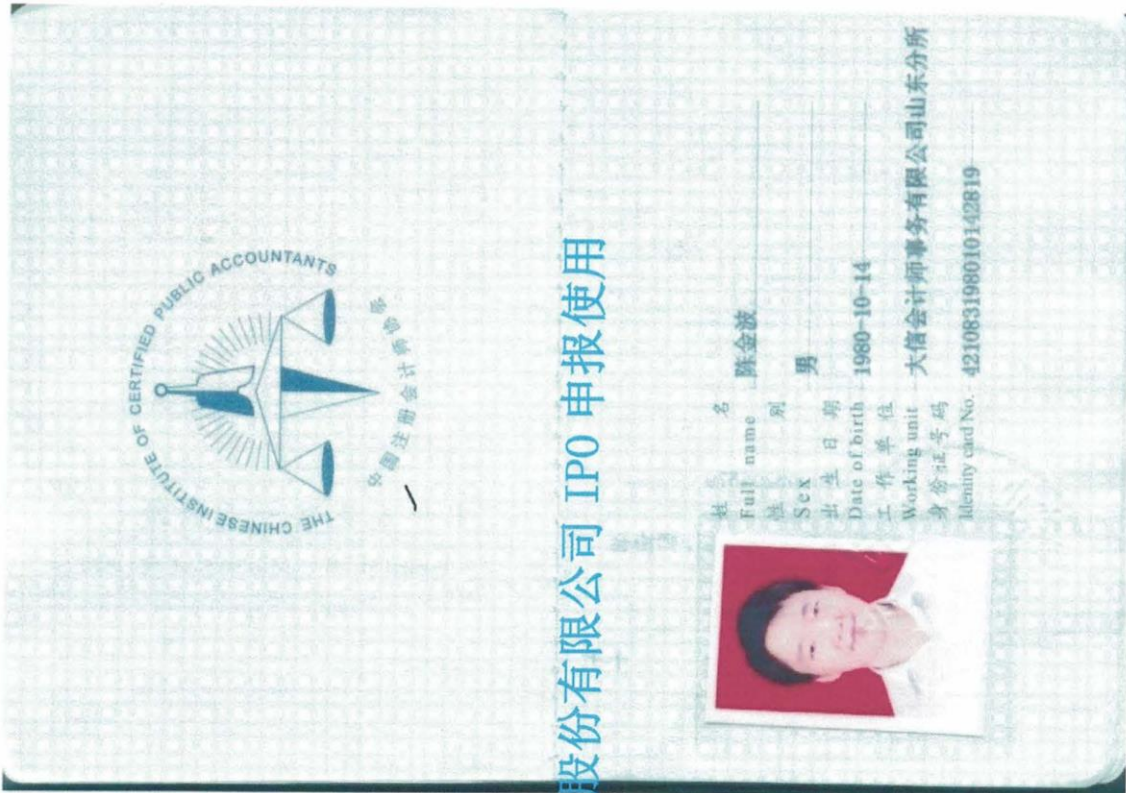 THE CHINESE INSTITUTE OF CERTIFIED PUBLIC ACCOUNTANTS
中国注册会计师协会
股份有限公司 IPO 申报使用
姓 名 陈金波
Full name
性 别 男
Sex
出 生 日 期 1980-10-14
Date of birth
工 作 单 位 大信会计师事务有限公司山东分所
Working unit
身份证号码 421083198010142819
Identity card No.